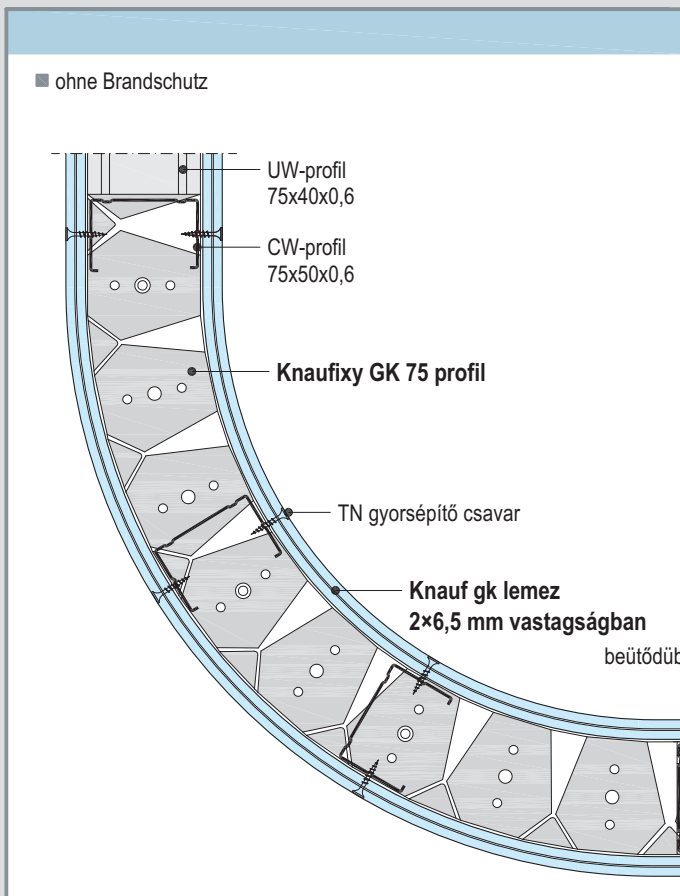 ohne Brandschutz
UW-profil
75x40x0,6
CW-profil
75x50x0,6
Knaufixy GK 75 profil
TN gyorsépítő csavar
Knauf gk lemez
2×6,5 mm vastagságban
beütődüb